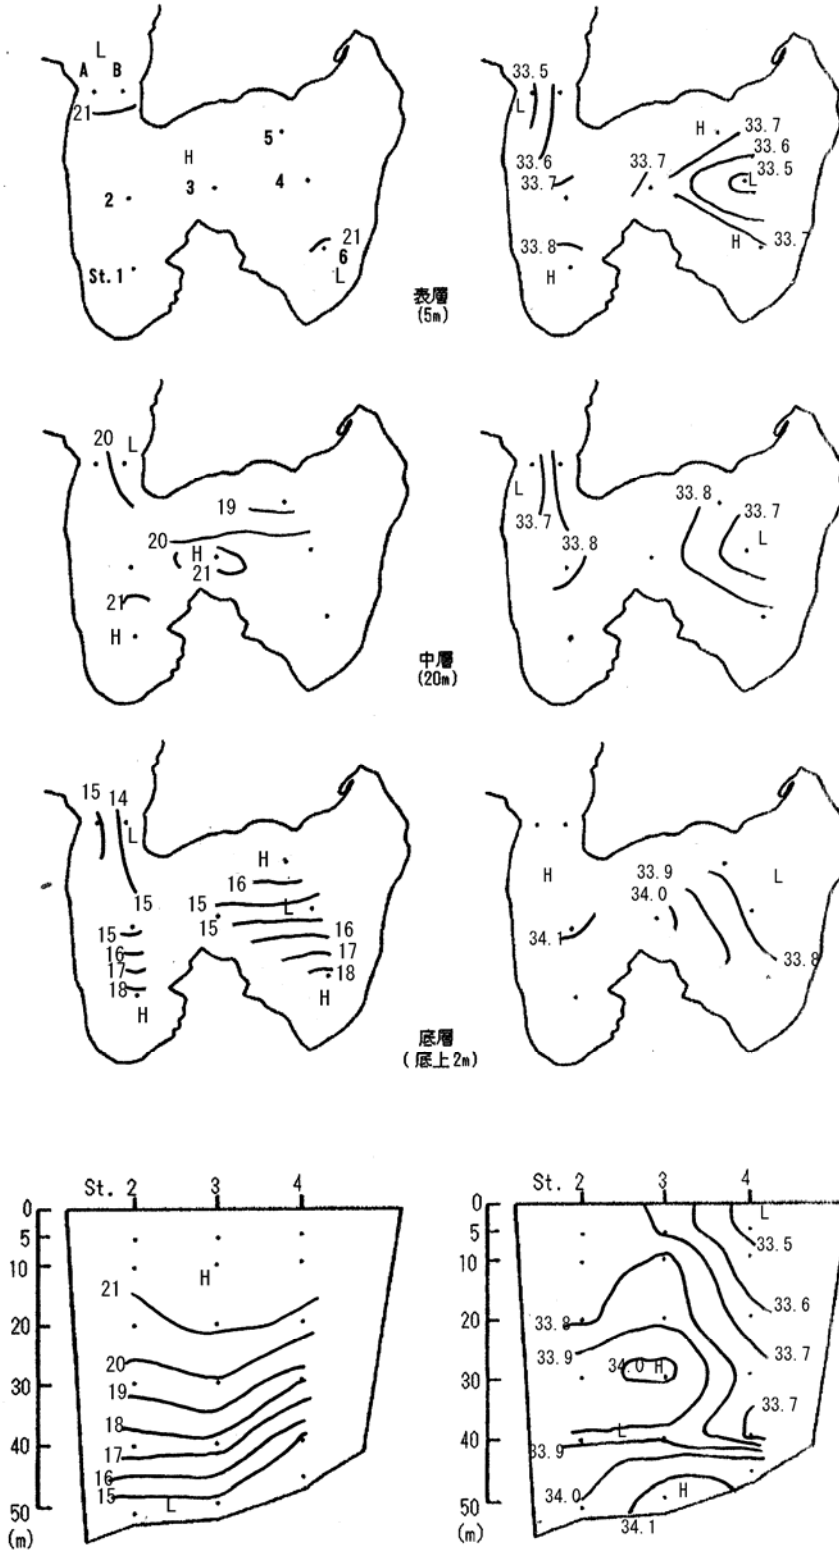 L
A B
21
5
H
3 4
2
21
6
St.1 L
33.5
L
H 33.7
33.6
33.6 33.7 33.5
33.7 L
33.8 H 33.7
H
表層
(5m)
20 L
19
20 H
21
21
H
L 33.8
33.7 33.7
L
33.8
中層
(20m)
15 14
L
H
16
15 15 L
15 15 16
16 17
17 18
18 H
H
H 33.9 L
34.0
34.1
33.8
底層
(底上2m)
St. 2 3 4
0
5
10
20
30
40
50
(m)
21 H
20
19
18
17
16
15 L
St. 2 3 4
0
5
10
20
30
40
50
(m)
L
33.5
33.6
33.8
33.9 33.7
34.0 H
33.7
L
33.9
34.0 H
34.1